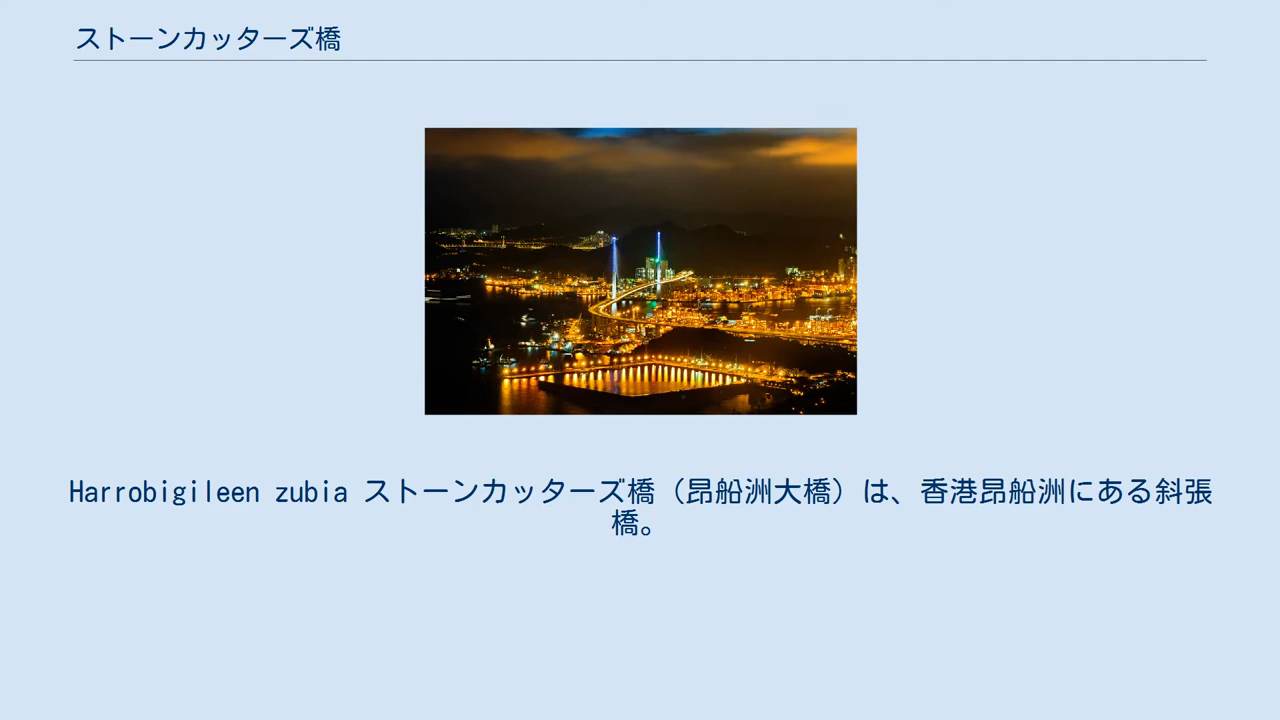 ストーンカッターズ橋
Harrobigileen zubia ストーンカッターズ橋（昂船洲大橋）は、香港昂船洲にある斜張
橋。